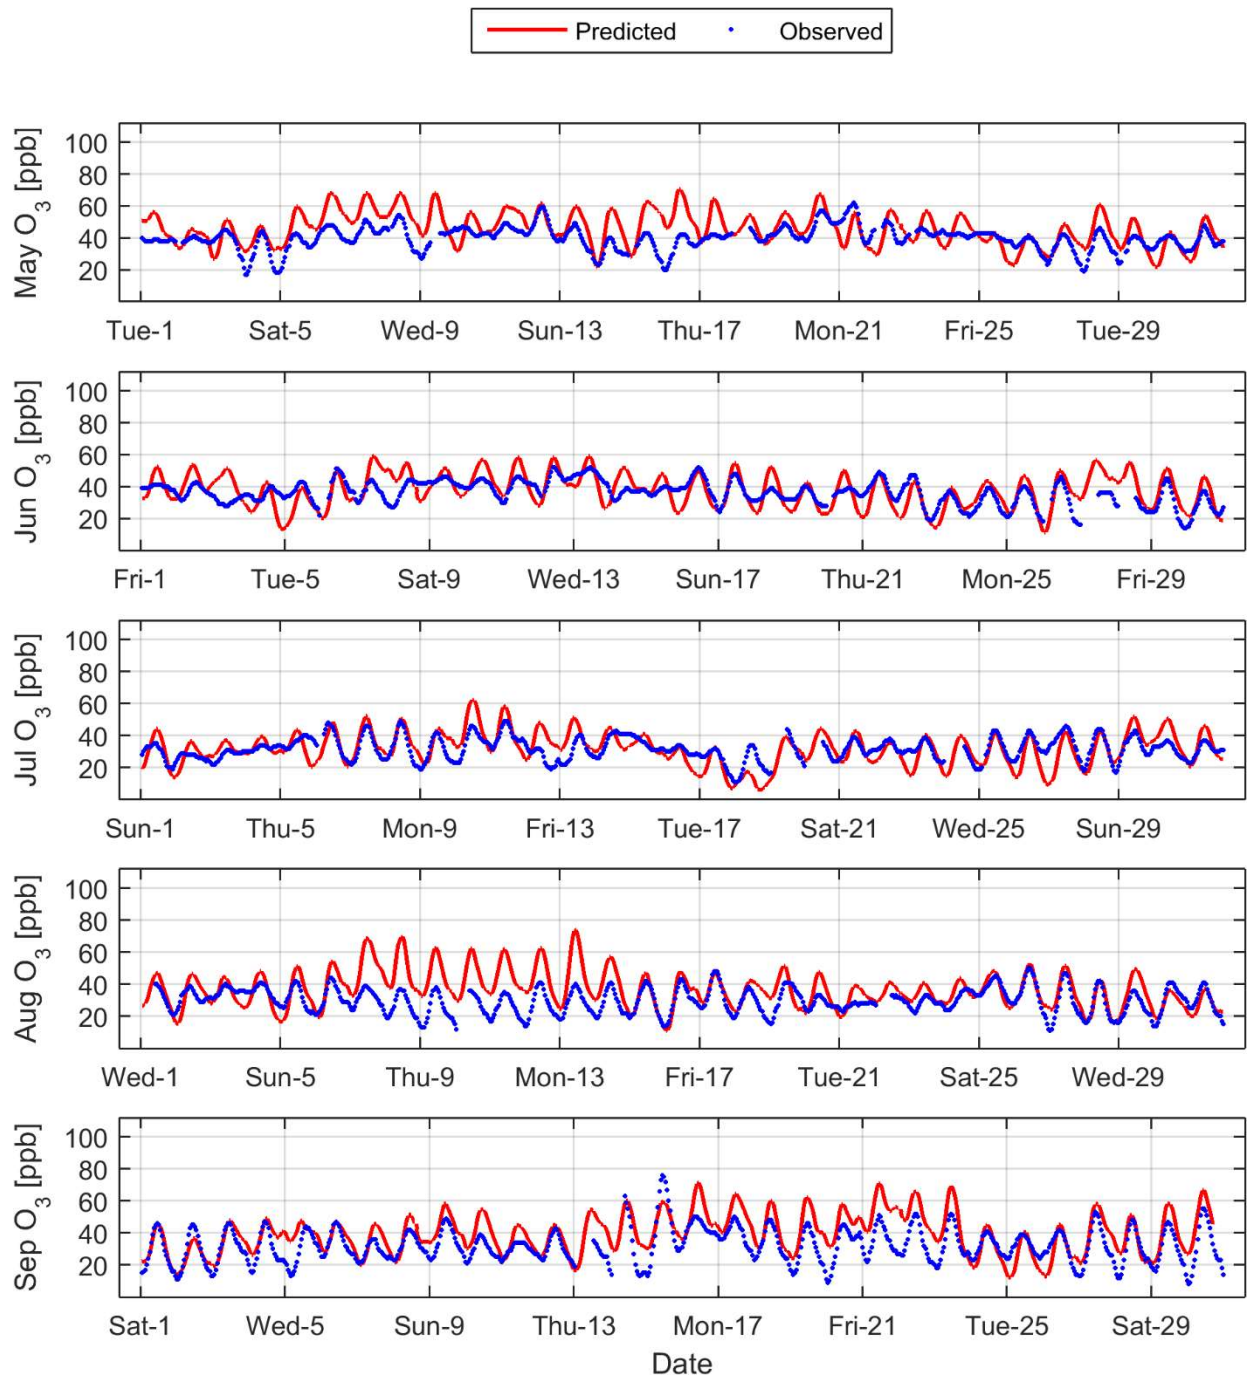 Predicted Observed
May O3 [ppb]
100
80
60
40
20
Tue-1 Sat-5 Wed-9 Sun-13 Thu-17 Mon-21 Fri-25 Tue-29
Jun O3 [ppb]
100
80
60
40
20
Fri-1 Tue-5 Sat-9 Wed-13 Sun-17 Thu-21 Mon-25 Fri-29
Jul O3 [ppb]
100
80
60
40
20
Sun-1 Thu-5 Mon-9 Fri-13 Tue-17 Sat-21 Wed-25 Sun-29
Aug O3 [ppb]
100
80
60
40
20
Wed-1 Sun-5 Thu-9 Mon-13 Fri-17 Tue-21 Sat-25 Wed-29
Sep O3 [ppb]
100
80
60
40
20
Sat-1 Wed-5 Sun-9 Thu-13 Mon-17 Fri-21 Tue-25 Sat-29
Date